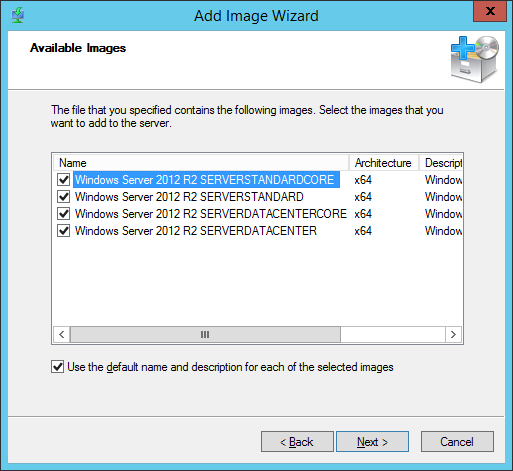 Add Image Wizard
X
Available Images
The file that you specified contains the following images. Select the images that you
want to add to the server.
Name Architecture Descript
Windows Server 2012 R2 SERVERSTANDARDCORE x64 Window
Windows Server 2012 R2 SERVERSTANDARD x64 Window
Windows Server 2012 R2 SERVERDATACENTERCORE x64 Window
Windows Server 2012 R2 SERVERDATACENTER x64 Window
Use the default name and description for each of the selected images
< Back Next > Cancel